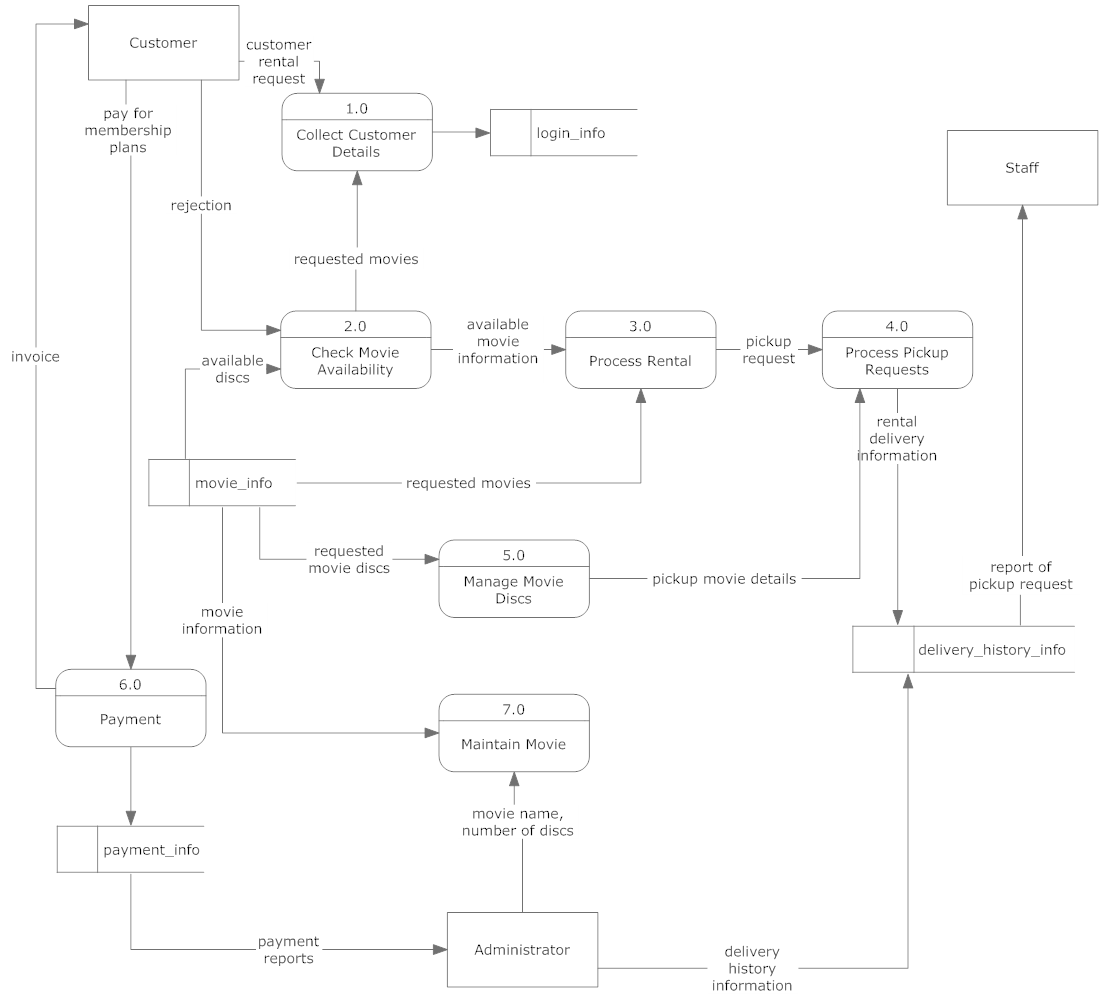 Customer
customer
rental
request
pay for
membership
plans
1.0
Collect Customer
Details
login_info
Staff
rejection
requested movies
invoice
available
discs
2.0
Check Movie
Availability
available
movie
information
3.0
Process Rental
pickup
request
4.0
Process Pickup
Requests
rental
delivery
information
movie_info
requested movies
requested
movie discs
5.0
Manage Movie
Discs
pickup movie details
report of
pickup request
movie
information
delivery_history_info
6.0
Payment
7.0
Maintain Movie
movie name,
number of discs
payment_info
payment
reports
Administrator
delivery
history
information